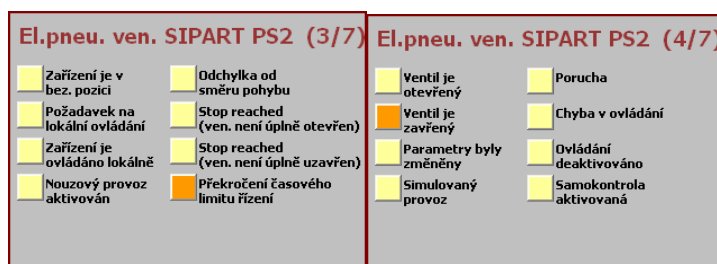 El.pneu. ven. SIPART PS2 (3/7)
Zařízení je v
bez. pozici
Odchylka od
směru pohybu
Požadavek na
lokální ovládání
Stop reached
(ven. není úplně otevřen)
Zařízení je
ovládáno lokálně
Stop reached
(ven. není úplně uzavřen)
Nouzový provoz
aktivován
Překročení časového
limitu řízení
El.pneu. ven. SIPART PS2 (4/7)
Ventil je
otevřený
Porucha
Ventil je
zavřený
Chyba v ovládání
Parametry byly
změněny
Ovládání
deaktivováno
Simulovaný
provoz
Samokontrola
aktivovaná